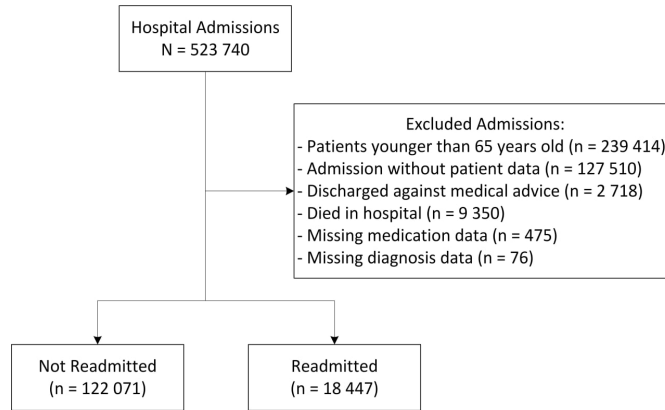 Hospital Admissions
N = 523 740
Excluded Admissions:
- Patients younger than 65 years old (n = 239 414)
- Admission without patient data (n = 127 510)
- Discharged against medical advice (n = 2 718)
- Died in hospital (n = 9 350)
- Missing medication data (n = 475)
- Missing diagnosis data (n = 76)
Not Readmitted
(n = 122 071)
Readmitted
(n = 18 447)